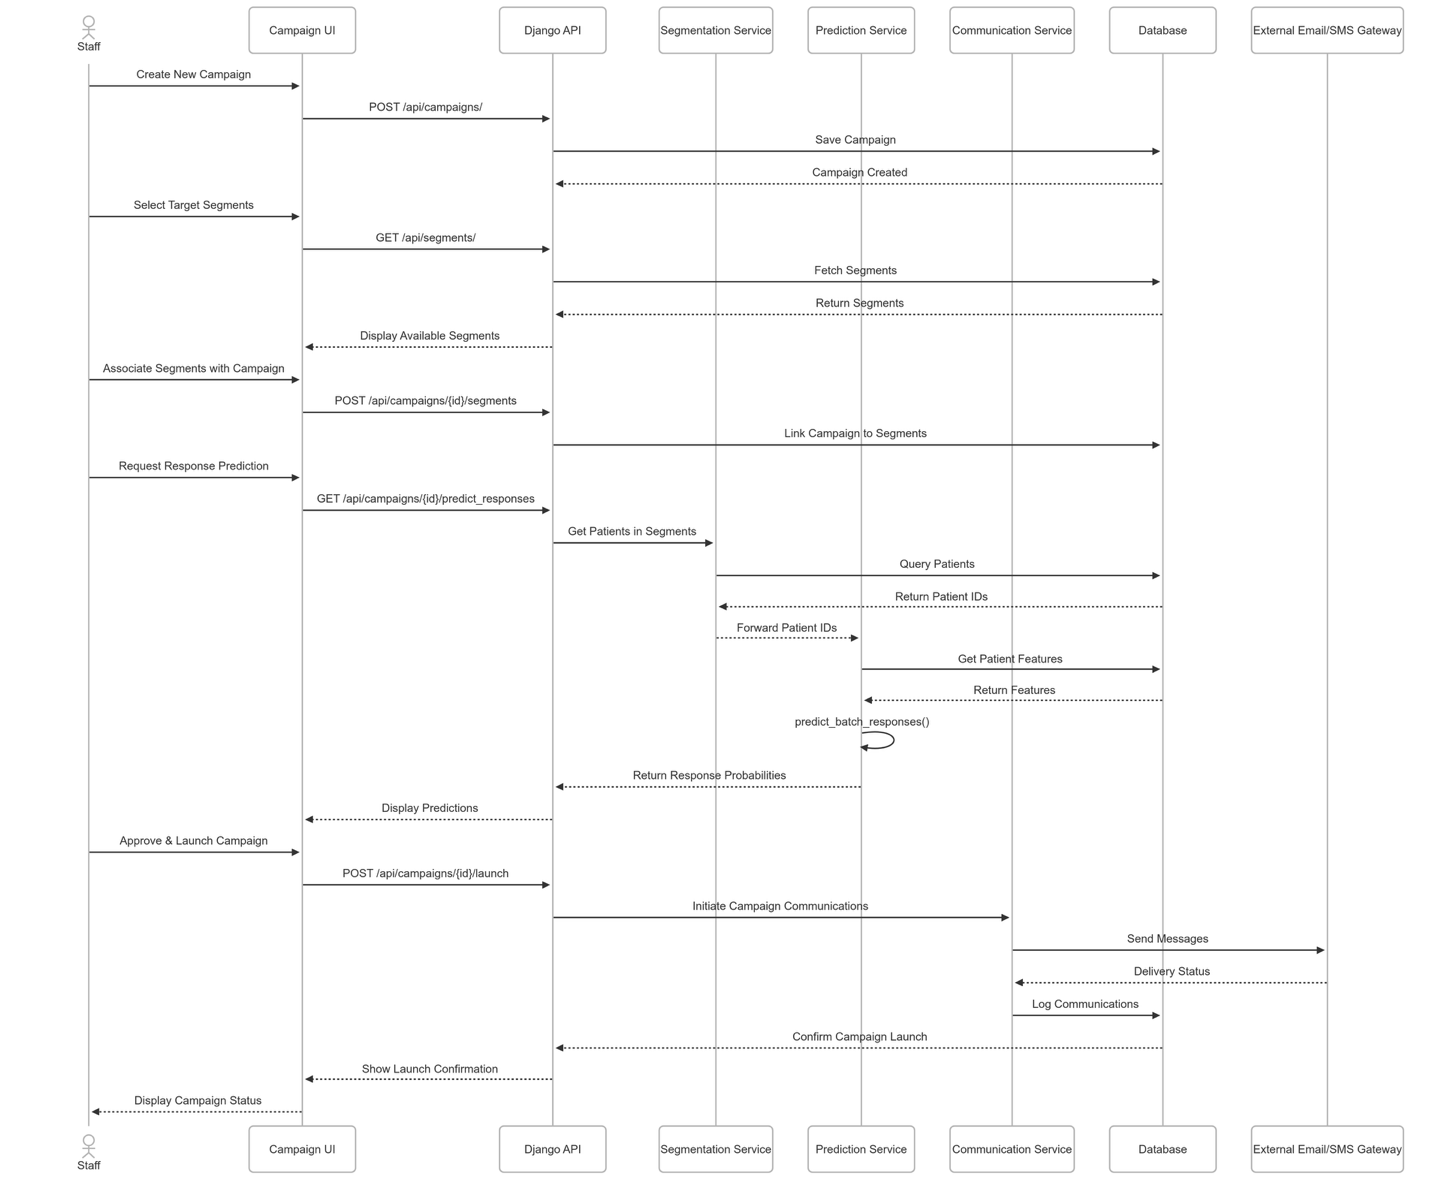 Staff
Campaign UI
Django API
Segmentation Service
Prediction Service
Communication Service
Database
External Email/SMS Gateway
Create New Campaign
POST /api/campaigns/
Save Campaign
Campaign Created
Select Target Segments
GET /api/segments/
Fetch Segments
Return Segments
Display Available Segments
Associate Segments with Campaign
POST /api/campaigns/{id}/segments
Link Campaign to Segments
Request Response Prediction
GET /api/campaigns/{id}/predict_responses
Get Patients in Segments
Query Patients
Return Patient IDs
Forward Patient IDs
Get Patient Features
Return Features
predict_batch_responses()
Return Response Probabilities
Display Predictions
Approve & Launch Campaign
POST /api/campaigns/{id}/launch
Initiate Campaign Communications
Send Messages
Delivery Status
Log Communications
Confirm Campaign Launch
Show Launch Confirmation
Display Campaign Status
Staff
Campaign UI
Django API
Segmentation Service
Prediction Service
Communication Service
Database
External Email/SMS Gateway